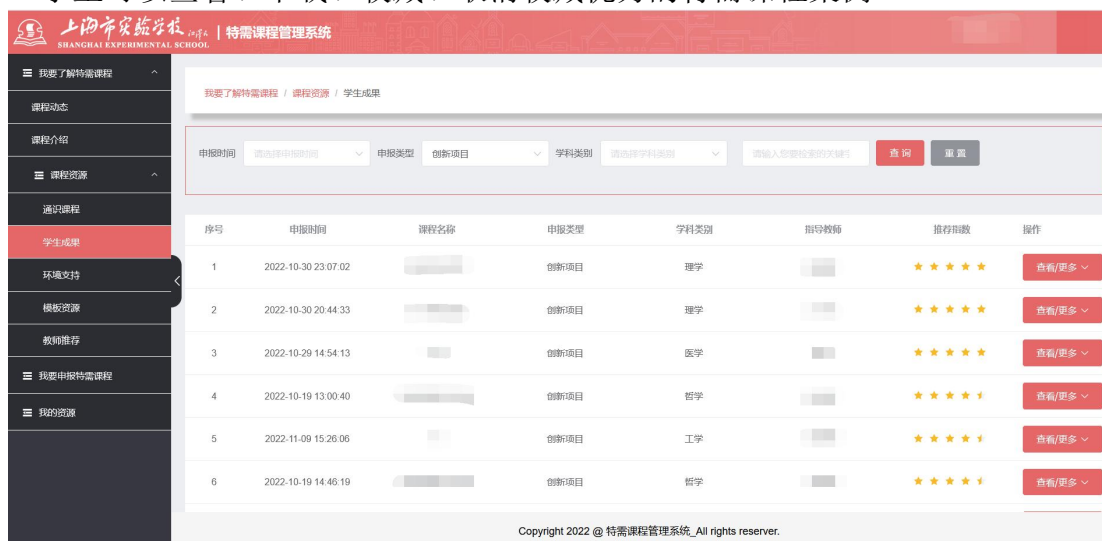 上海市实验学校 | 特需课程管理系统
SHANGHAI EXPERIMENTAL SCHOOL
我要了解特需课程
课程动态
课程介绍
课程资源
通识课程
学生成果
环境支持
模板资源
教师推荐
我要申报特需课程
我的资源
我要了解特需课程 / 课程资源 / 学生成果
申报时间 请选择申报时间 申报类型 创新项目 学科类别 请选择学科类别 请输入您要检索的关键字 查询 重置
序号 申报时间 课程名称 申报类型 学科类别 指导教师 推荐指数 操作
1 2022-10-30 23:07:02 创新项目 理学 查看/更多
2 2022-10-30 20:44:33 创新项目 理学 查看/更多
3 2022-10-29 14:54:13 创新项目 医学 查看/更多
4 2022-10-19 13:00:40 创新项目 哲学 查看/更多
5 2022-11-09 15:26:06 创新项目 工学 查看/更多
6 2022-10-19 14:46:19 创新项目 哲学 查看/更多
Copyright 2022 @ 特需课程管理系统_All rights reserver.